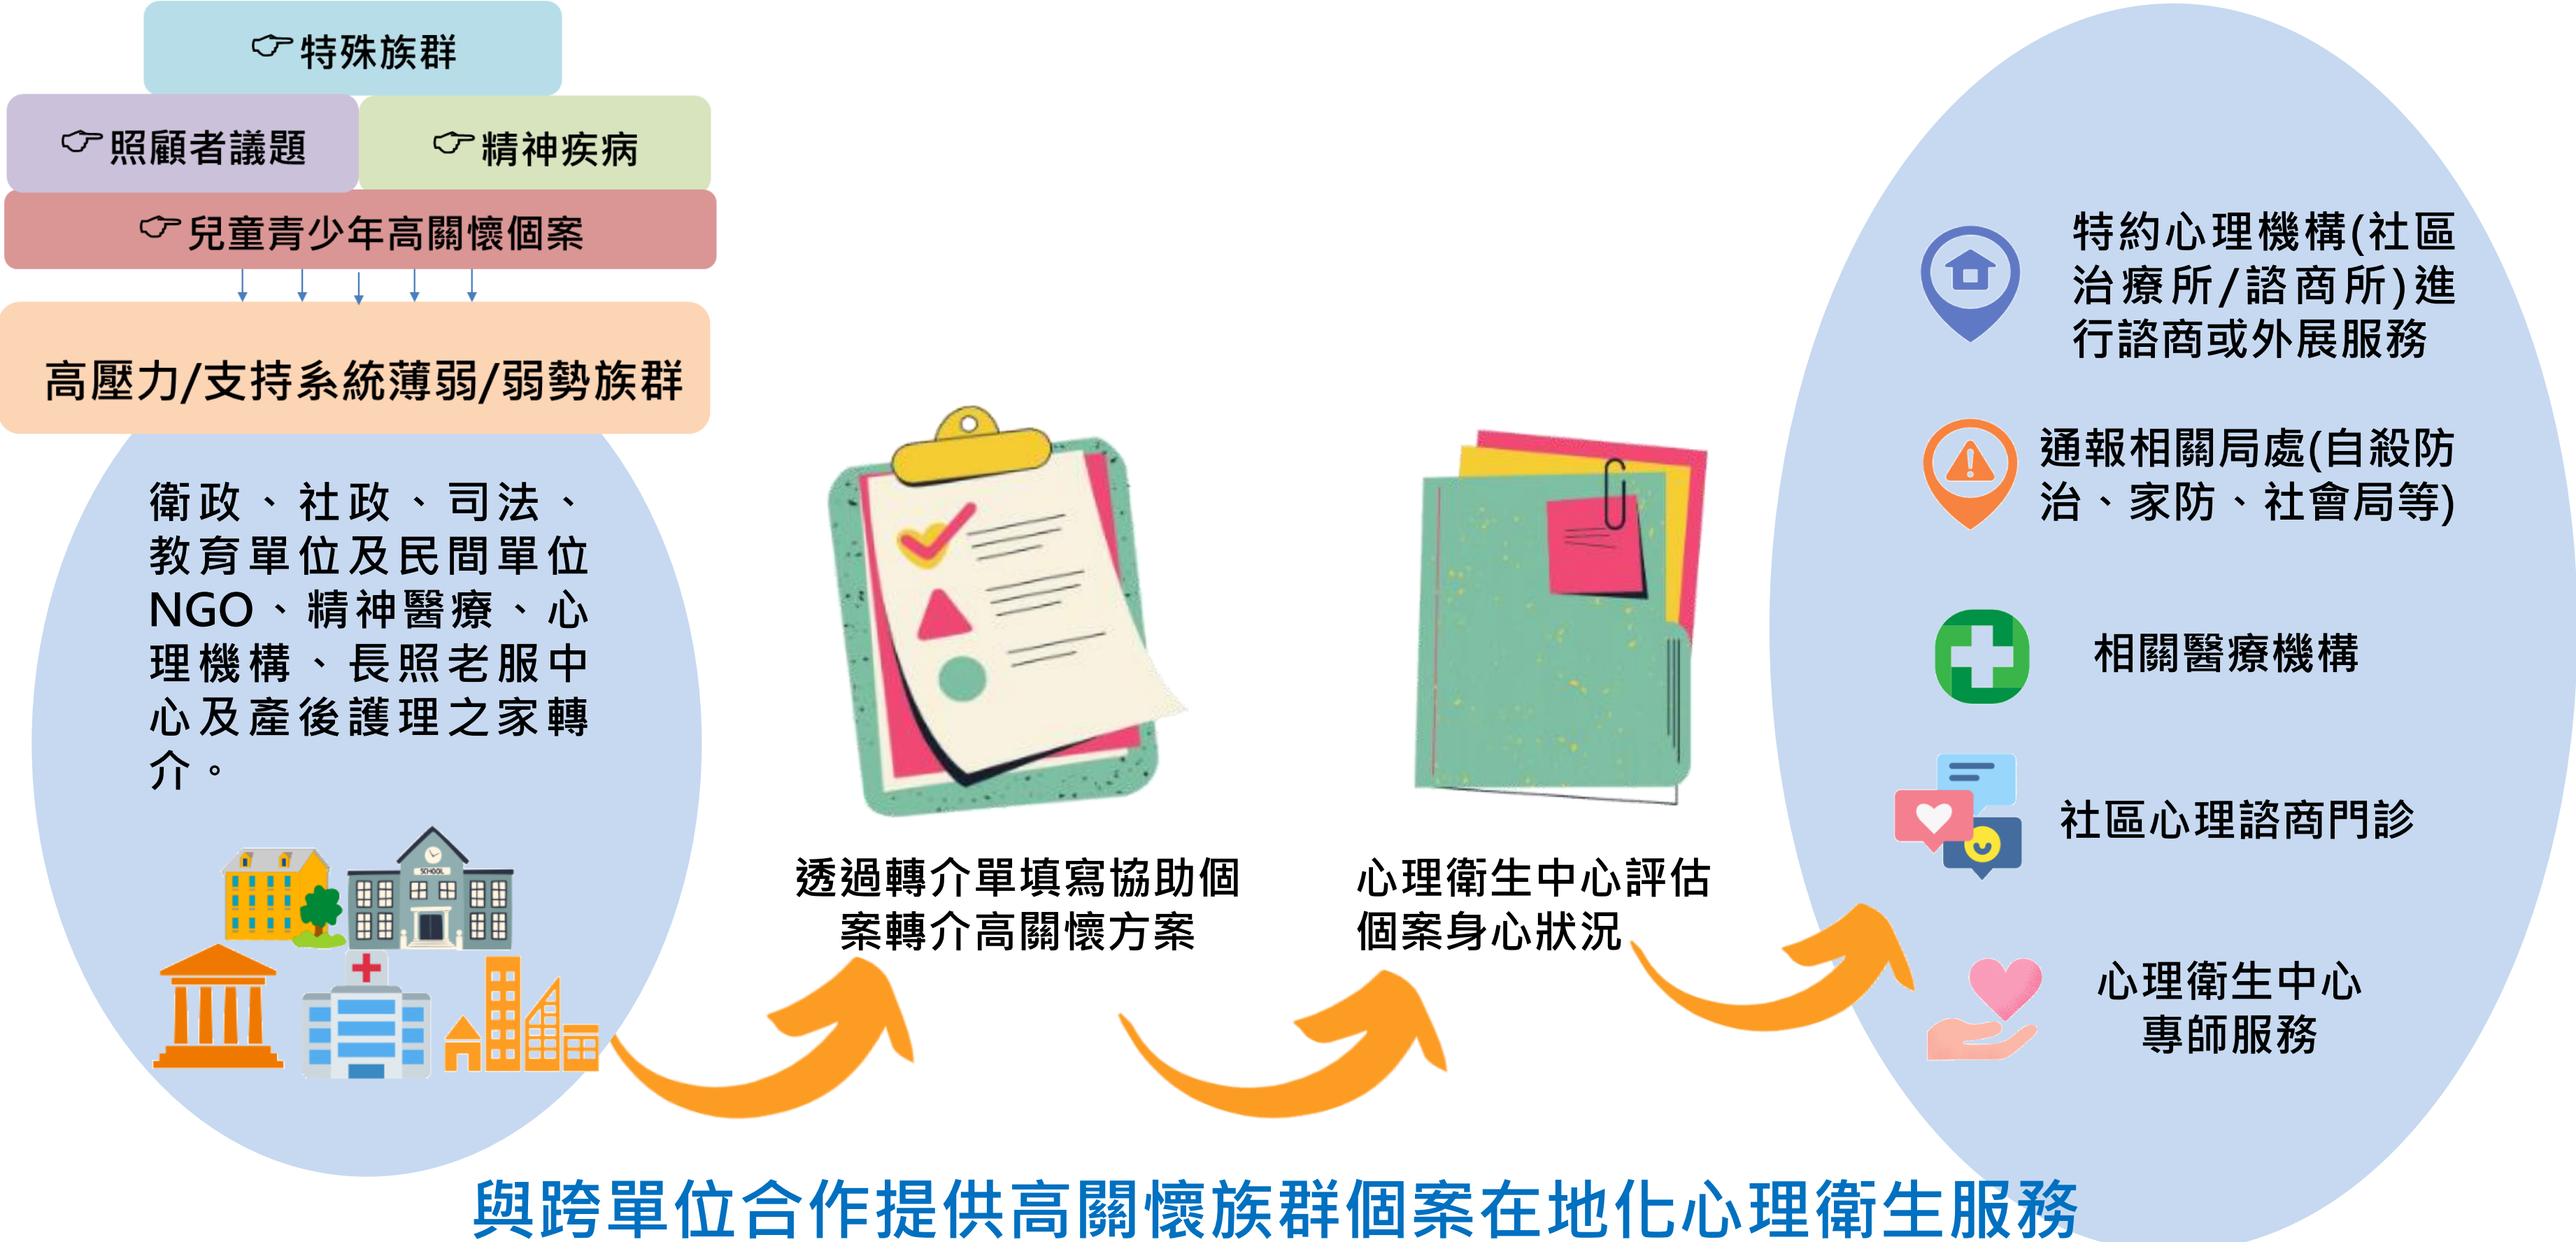 👉特殊族群
👉照顧者議題
👉精神疾病
👉兒童青少年高關懷個案
高壓力/支持系統薄弱/弱勢族群
衛政、社政、司法、
教育單位及民間單位
NGO、精神醫療、心
理機構、長照老服中
心及產後護理之家轉
介。
SCHOOL
透過轉介單填寫協助個
案轉介高關懷方案
心理衛生中心評估
個案身心狀況
特約心理機構(社區
治療所/諮商所)進
行諮商或外展服務
通報相關局處(自殺防
治、家防、社會局等)
相關醫療機構
社區心理諮商門診
心理衛生中心
專師服務
與跨單位合作提供高關懷族群個案在地化心理衛生服務